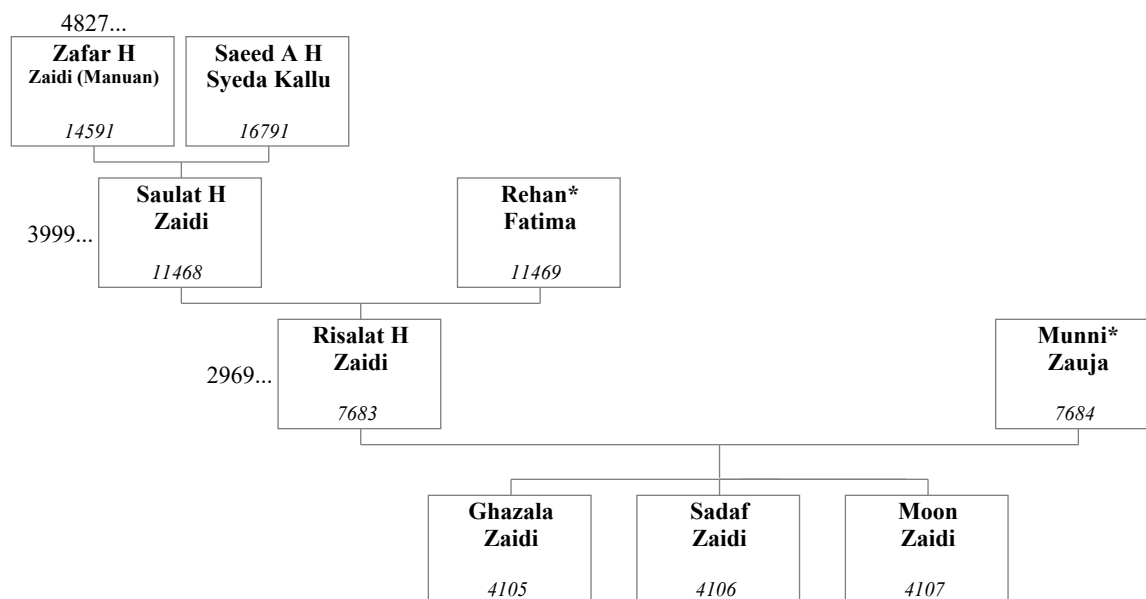 4827...
Zafar H
Zaidi (Manuan)
14591
Saeed A H
Syeda Kallu
16791
3999...
Saulat H
Zaidi
11468
Rehan*
Fatima
11469
2969...
Risalat H
Zaidi
7683
Munni*
Zauja
7684
Ghazala
Zaidi
4105
Sadaf
Zaidi
4106
Moon
Zaidi
4107